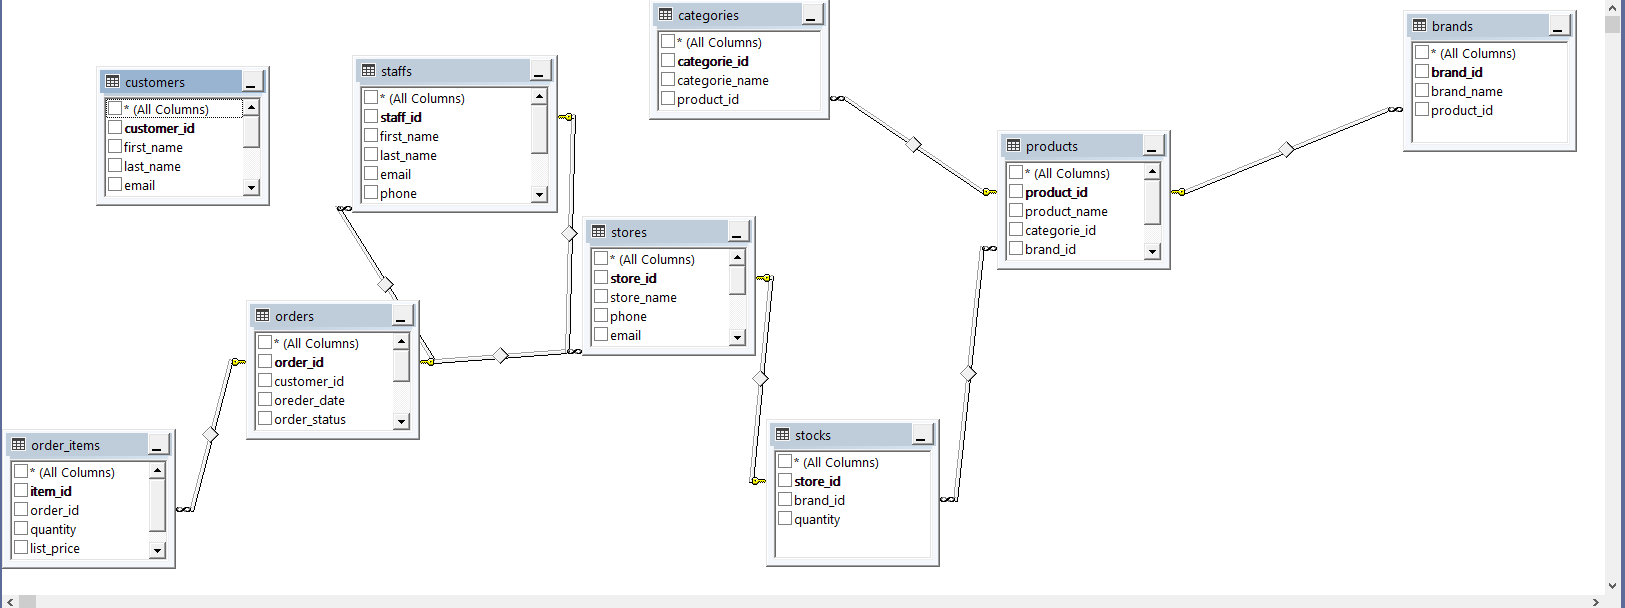 categories
* (All Columns)
categorie_id
categorie_name
product_id
brands
* (All Columns)
brand_id
brand_name
product_id
customers
* (All Columns)
customer_id
first_name
last_name
email
staffs
* (All Columns)
staff_id
first_name
last_name
email
phone
products
* (All Columns)
product_id
product_name
categorie_id
brand_id
stores
* (All Columns)
store_id
store_name
phone
email
orders
* (All Columns)
order_id
customer_id
oreder_date
order_status
order_items
* (All Columns)
item_id
order_id
quantity
list_price
stocks
* (All Columns)
store_id
brand_id
quantity